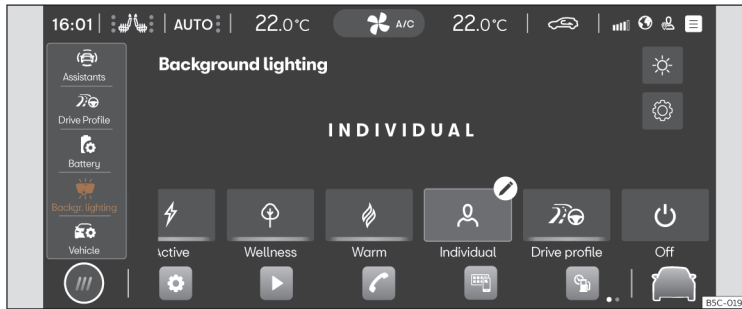 16:01 AUTO 22.0°C A/C 22.0°C
Assistants
Drive Profile
Battery
Backgr. lighting
Vehicle
Background lighting
INDIVIDUAL
Active Wellness Warm Individual Drive profile Off
B5C-019